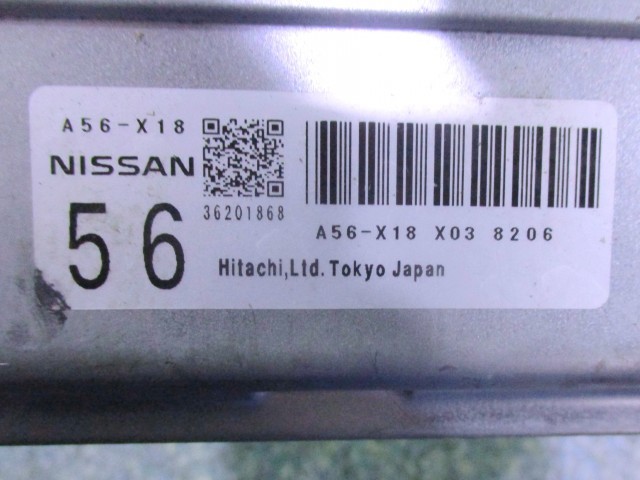 A56-X18
NISSAN
56
36201868
A56-X18 X03 8206
Hitachi,Ltd.Tokyo Japan